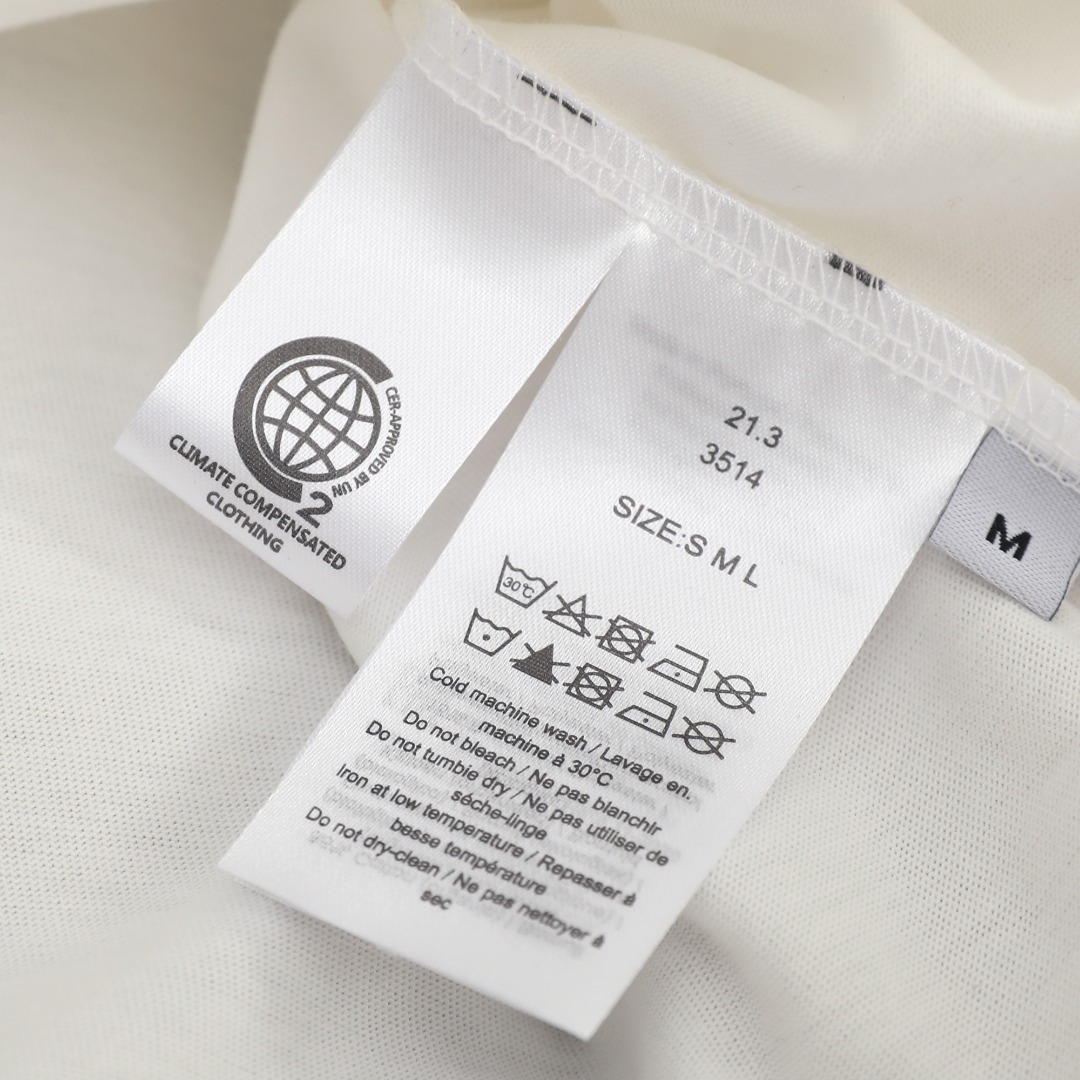 CER-APPROVED BY UN
2
CLIMATE COMPENSATED
CLOTHING
21.3
3514
SIZE:S M L
30℃
Cold machine wash / Lavage en.
machine à 30°C
Do not bleach / Ne pas blanchir
Do not tumbie dry / Ne pas utiliser de
séche-linge
Iron at low temperature / Repasser à
besse température
Do not dry-clean / Ne pas nettoyer à
sec
M